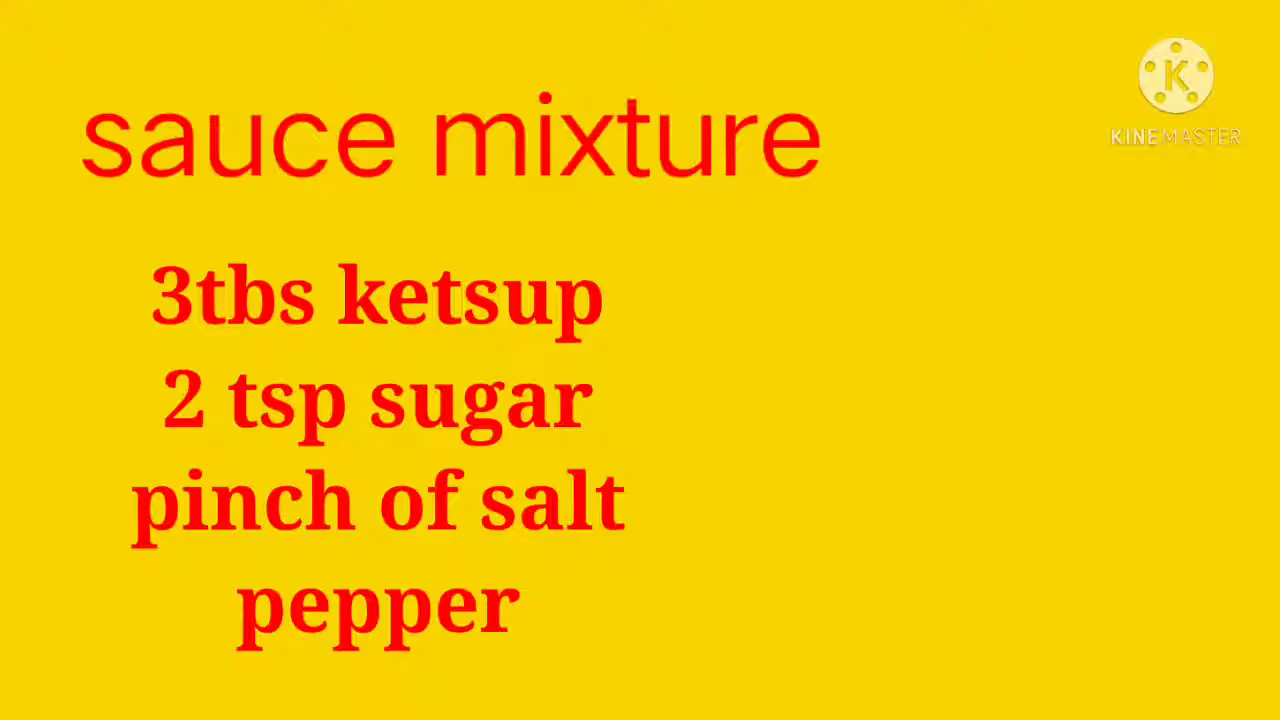 sauce mixture
K
KINEMASTER
3tbs ketsup
2 tsp sugar
pinch of salt
pepper